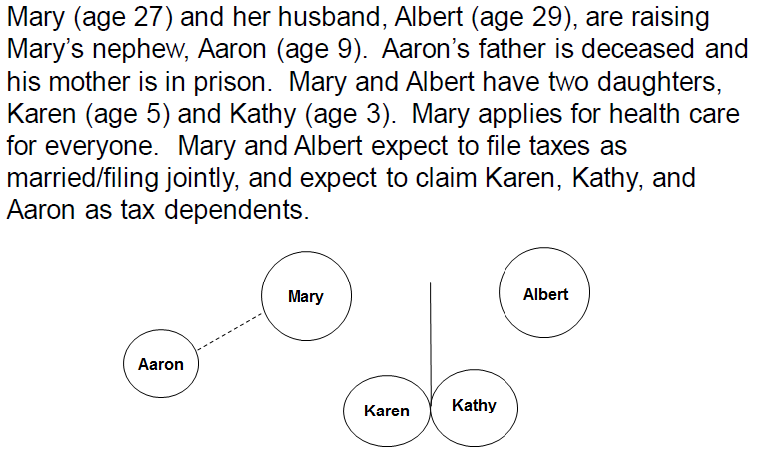 Mary (age 27) and her husband, Albert (age 29), are raising
Mary’s nephew, Aaron (age 9).  Aaron’s father is deceased and
his mother is in prison.  Mary and Albert have two daughters,
Karen (age 5) and Kathy (age 3).  Mary applies for health care
for everyone.   Mary and Albert expect to file taxes as
married/filing jointly, and expect to claim Karen, Kathy, and
Aaron as tax dependents.
Mary
Albert
Aaron
Karen
Kathy